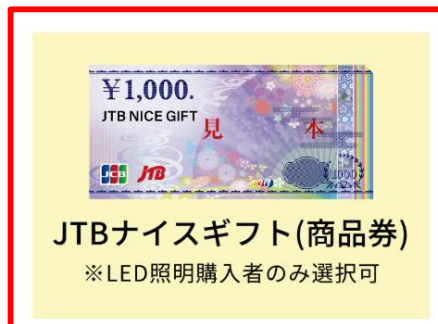 ¥1,000.
JTB NICE GIFT
見 本
JCB JTB
1000
JTBナイスギフト(商品券)
※LED照明購入者のみ選択可